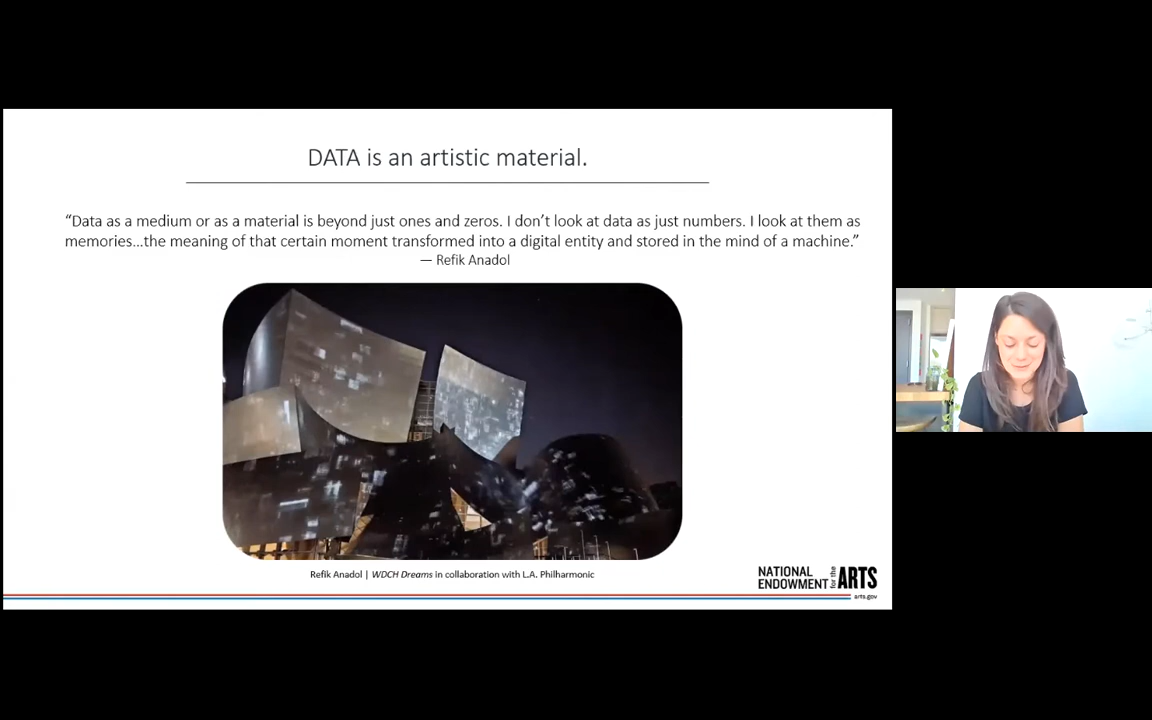 DATA is an artistic material.
“Data as a medium or as a material is beyond just ones and zeros. I don’t look at data as just numbers. I look at them as
memories...the meaning of that certain moment transformed into a digital entity and stored in the mind of a machine.”
— Refik Anadol
Refik Anadol | WDCH Dreams in collaboration with L.A. Philharmonic
NATIONAL
ENDOWMENT for the ARTS
arts.gov